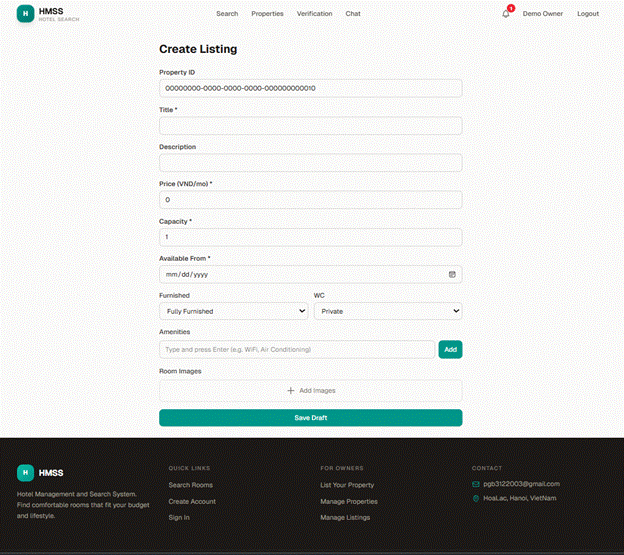 H HMSS
HOTEL SEARCH
Search Properties Verification Chat
1 Demo Owner Logout
Create Listing
Property ID
00000000-0000-0000-0000-000000000010
Title *
Description
Price (VND/mo) *
0
Capacity *
1
Available From *
mm/dd/yyyy
Furnished WC
Fully Furnished Private
Amenities
Type and press Enter (e.g. WiFi, Air Conditioning) Add
Room Images
Add Images
Save Draft
H HMSS
Hotel Management and Search System.
Find comfortable rooms that fit your budget
and lifestyle.
QUICK LINKS
Search Rooms
Create Account
Sign In
FOR OWNERS
List Your Property
Manage Properties
Manage Listings
CONTACT
pgb3122003@gmail.com
HoaLac, Hanoi, VietNam